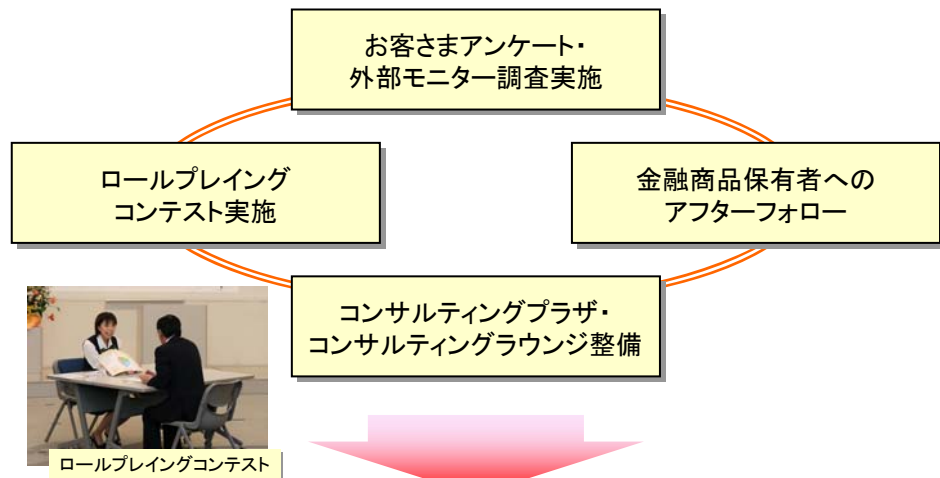 お客さまアンケート・
外部モニター調査実施
ロールプレイング
コンテスト実施
金融商品保有者への
アフターフォロー
コンサルティングプラザ・
コンサルティングラウンジ整備
ロールプレイングコンテスト